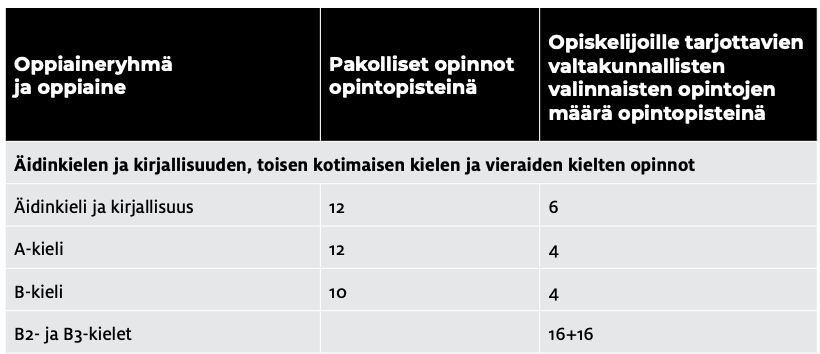 Oppiaineryhmä
ja oppiaine
Pakolliset opinnot
opintopisteinä
Opiskelijoille tarjottavien
valtakunnallisten
valinnaisten opintojen
määrä opintopisteinä
Äidinkielen ja kirjallisuuden, toisen kotimaisen kielen ja vieraiden kielten opinnot
Äidinkieli ja kirjallisuus 12 6
A-kieli 12 4
B-kieli 10 4
B2- ja B3-kielet 16+16